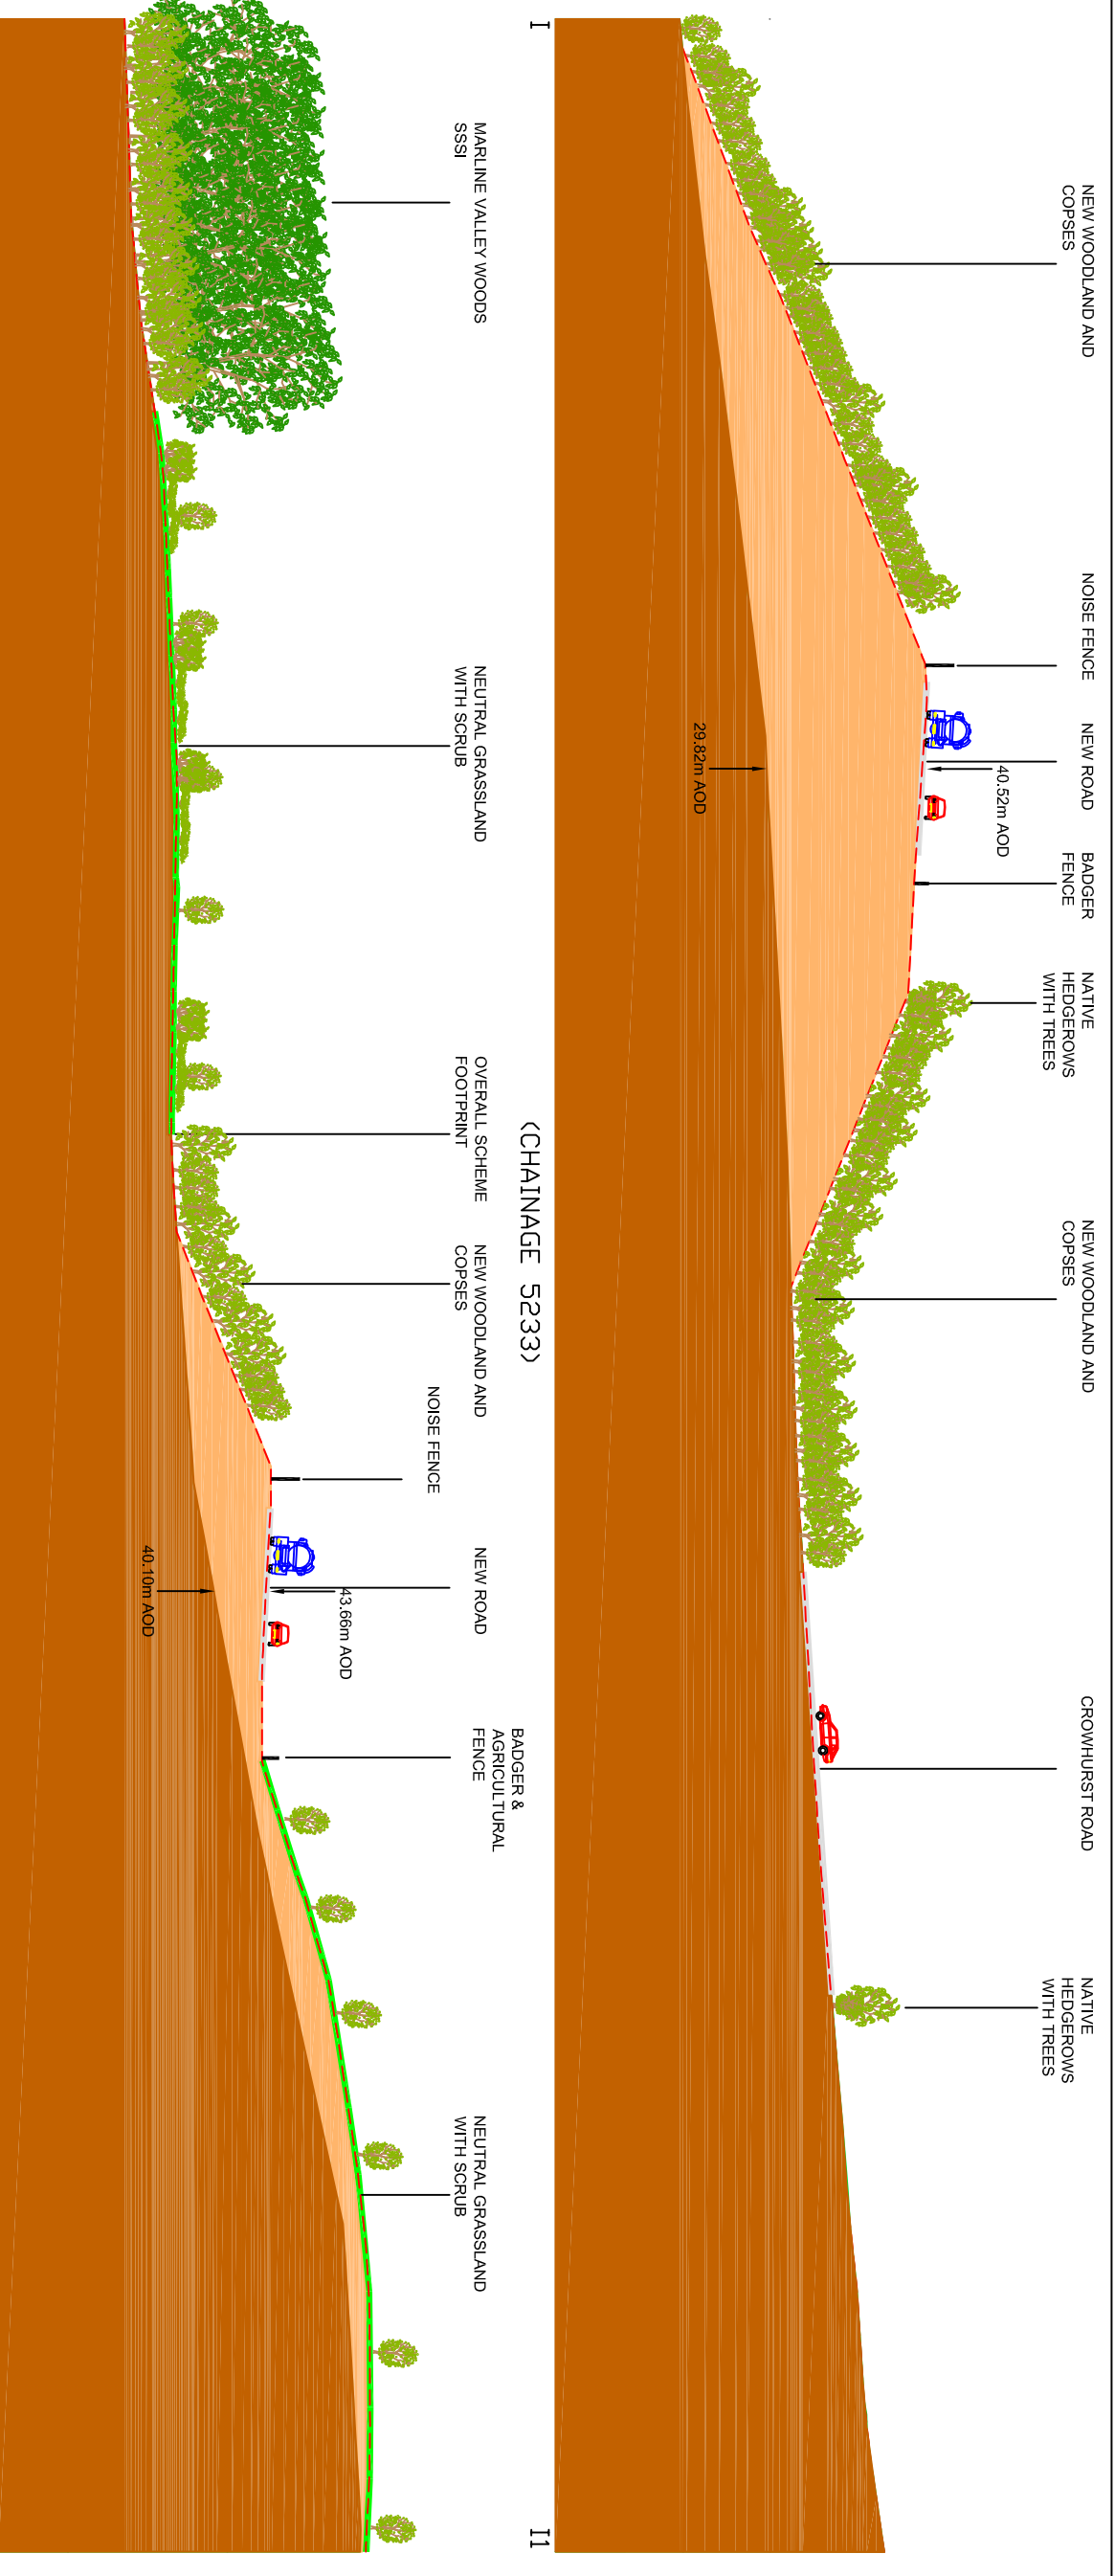 NEW WOODLAND AND
COPSES
NOISE FENCE
NEW ROAD
40.52m AOD
29.82m AOD
BADGER
FENCE
NATIVE
HEDGEROWS
WITH TREES
NEW WOODLAND AND
COPSES
CROWHURST ROAD
NATIVE
HEDGEROWS
WITH TREES
I
(CHAINAGE 5233)
I1
MARLINE VALLEY WOODS
SSSI
NEUTRAL GRASSLAND
WITH SCRUB
OVERALL SCHEME
FOOTPRINT
NEW WOODLAND AND
COPSES
NOISE FENCE
NEW ROAD
43.66m AOD
40.10m AOD
BADGER &
AGRICULTURAL
FENCE
NEUTRAL GRASSLAND
WITH SCRUB